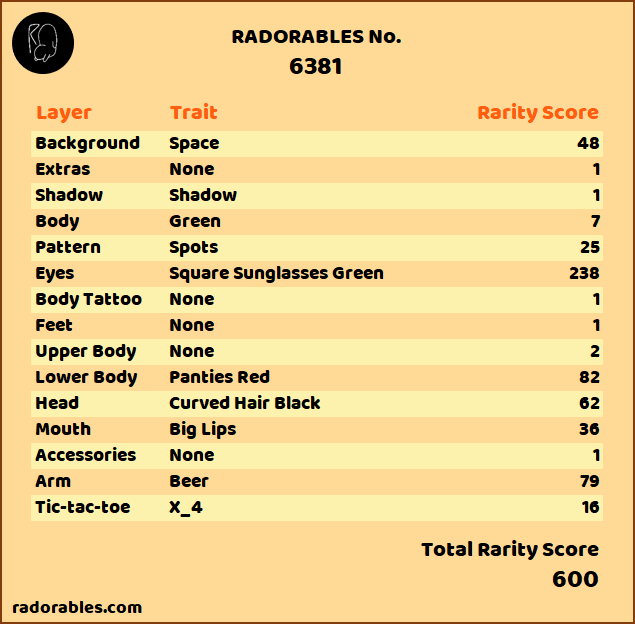 RADORABLES No.
6381
Layer Trait Rarity Score
Background Space 48
Extras None 1
Shadow Shadow 1
Body Green 7
Pattern Spots 25
Eyes Square Sunglasses Green 238
Body Tattoo None 1
Feet None 1
Upper Body None 2
Lower Body Panties Red 82
Head Curved Hair Black 62
Mouth Big Lips 36
Accessories None 1
Arm Beer 79
Tic-tac-toe X_4 16
Total Rarity Score
600
radorables.com